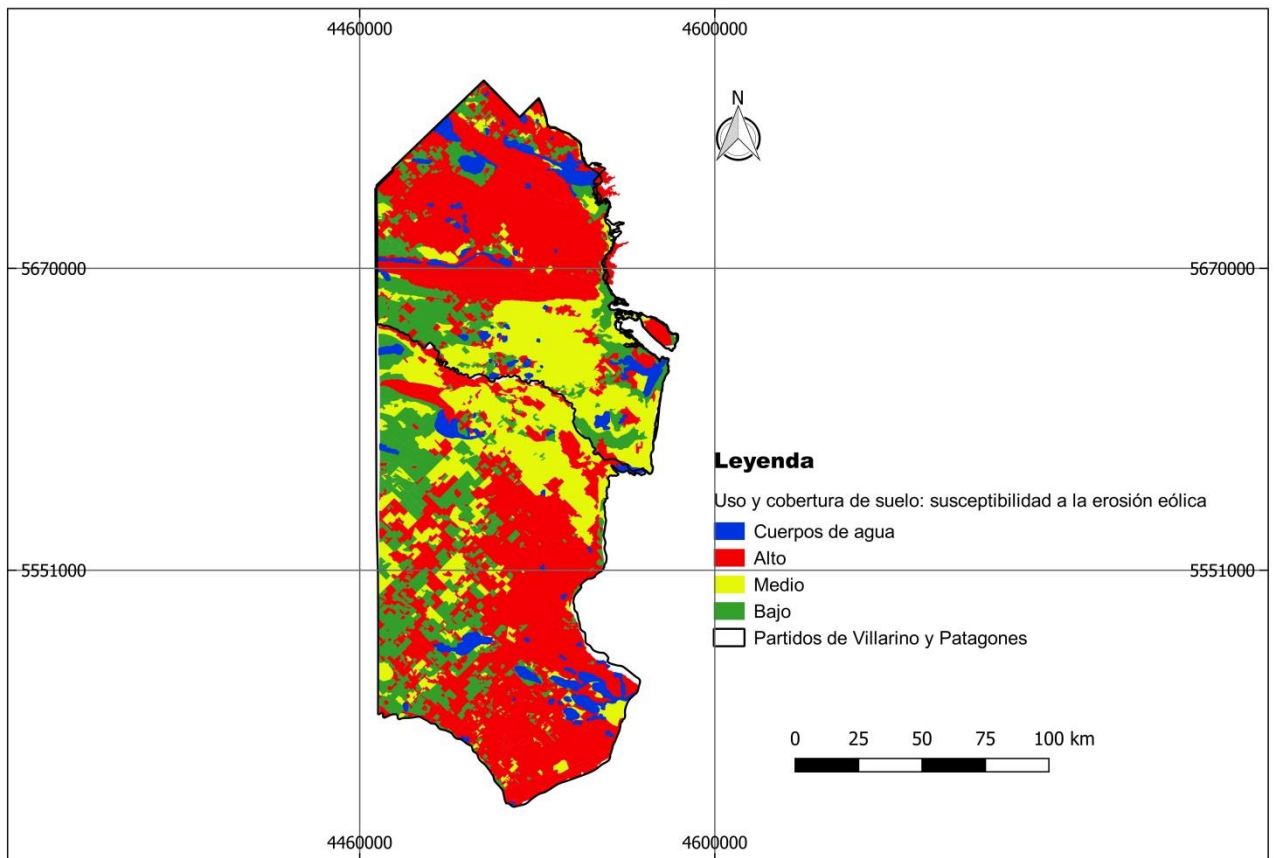 4460000 4600000
N
5670000 5670000
Leyenda
Uso y cobertura de suelo: susceptibilidad a la erosión eólica
Cuerpos de agua
Alto
5551000 5551000
Medio
Bajo
Partidos de Villarino y Patagones
0 25 50 75 100 km
4460000 4600000